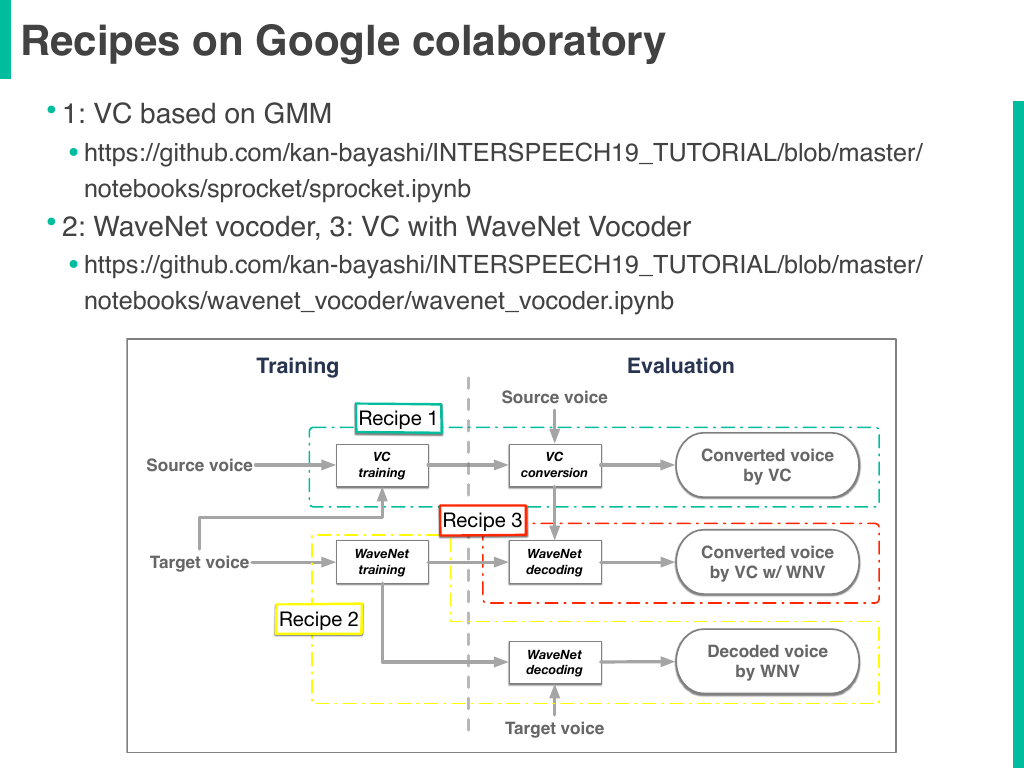 Recipes on Google colaboratory
• 1: VC based on GMM
• https://github.com/kan-bayashi/INTERSPEECH19_TUTORIAL/blob/master/
notebooks/sprocket/sprocket.ipynb
• 2: WaveNet vocoder, 3: VC with WaveNet Vocoder
• https://github.com/kan-bayashi/INTERSPEECH19_TUTORIAL/blob/master/
notebooks/wavenet_vocoder/wavenet_vocoder.ipynb
Training
Evaluation
Source voice
Recipe 1
Source voice
VC
training
VC
conversion
Converted voice
by VC
Recipe 3
Target voice
WaveNet
training
WaveNet
decoding
Converted voice
by VC w/ WNV
Recipe 2
WaveNet
decoding
Decoded voice
by WNV
Target voice